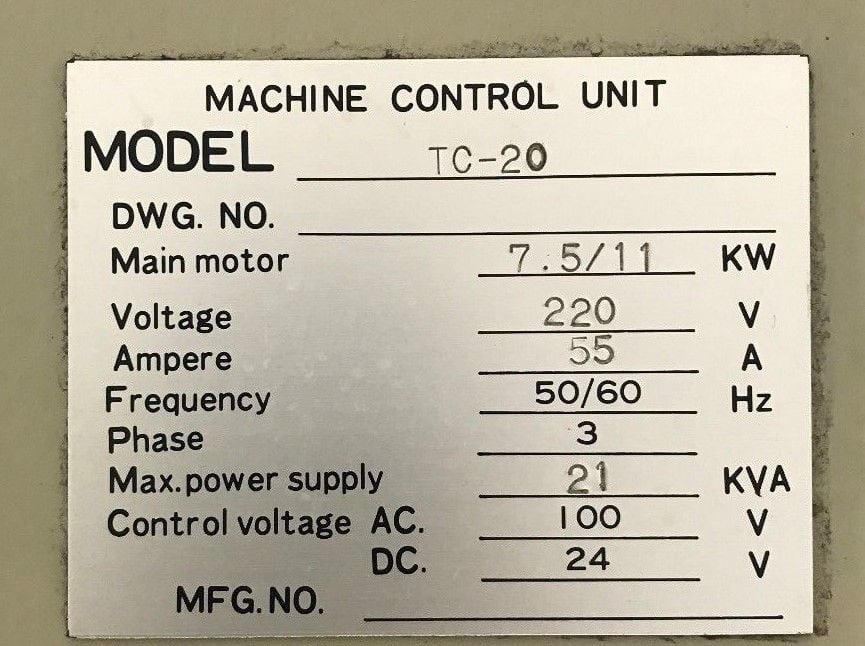 MACHINE CONTROL UNIT
MODEL TC-20
DWG. NO.
Main motor 7.5/11 KW
Voltage 220 V
Ampere 55 A
Frequency 50/60 Hz
Phase 3
Max.power supply 21 KVA
Control voltage AC. 100 V
DC. 24 V
MFG.NO.